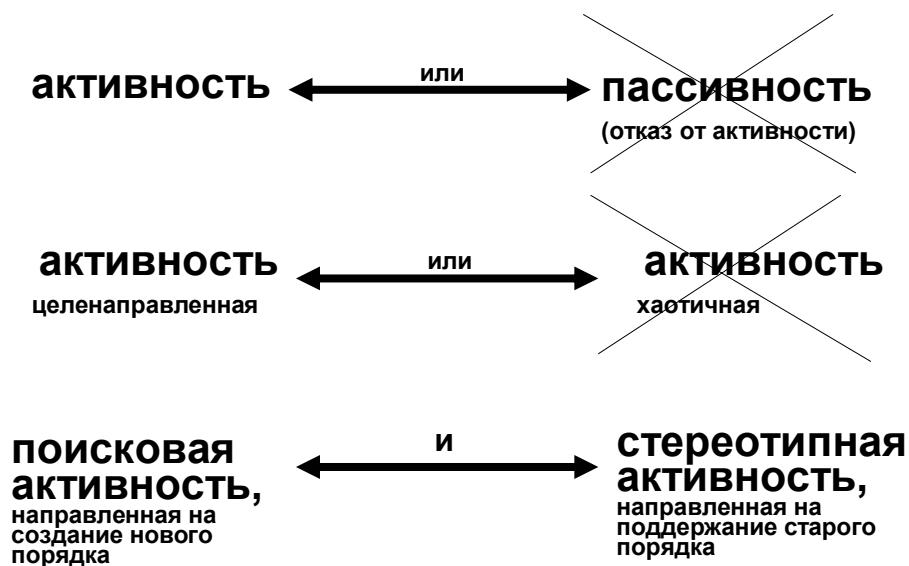 активность или пассивность
(отказ от активности)
активность или активность
целенаправленная хаотичная
поисковая
активность,
направленная на
создание нового
порядка
и
стереотипная
активность,
направленная на
поддержание старого
порядка